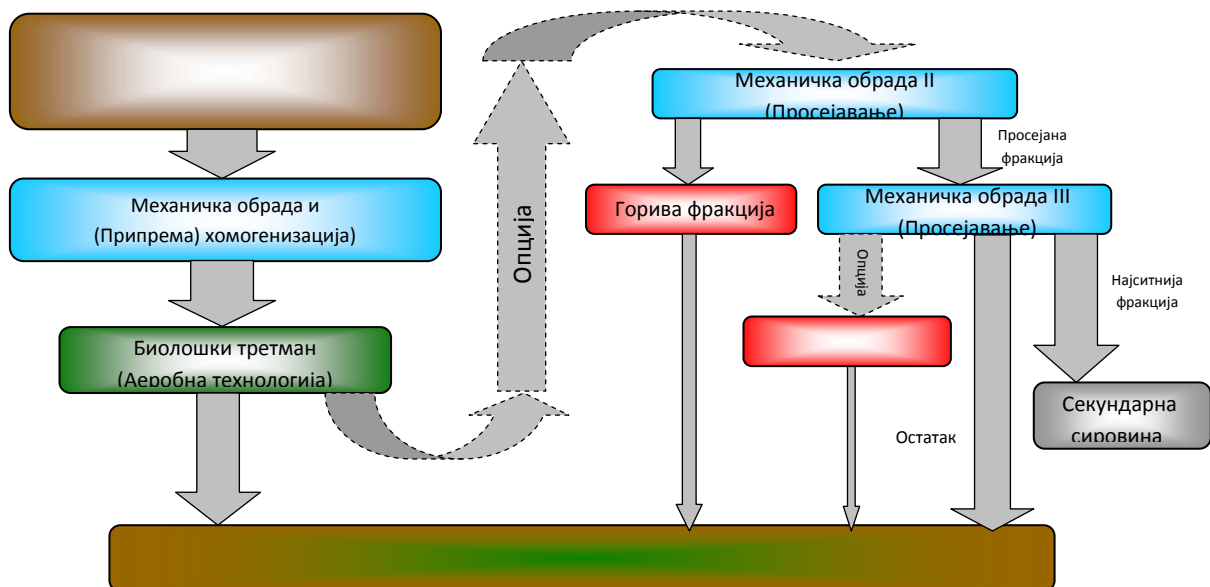 Механичка обрада и
(Припрема) хомогенизација)
Биолошки третман
(Аеробна технологија)
Опција
Механичка обрада II
(Просејавање)
Просејана
фракција
Горива фракција
Механичка обрада III
(Просејавање)
Опција
Најситнија
фракција
Секундарна
сировина
Остатак